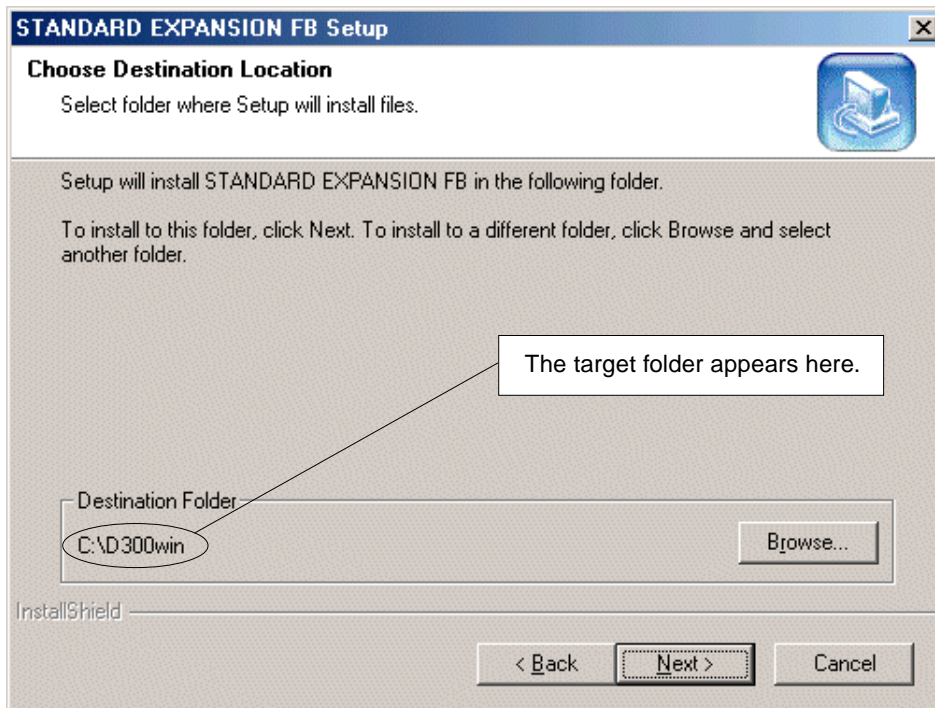 STANDARD EXPANSION FB Setup
Choose Destination Location
Select folder where Setup will install files.
Setup will install STANDARD EXPANSION FB in the following folder.
To install to this folder, click Next. To install to a different folder, click Browse and select
another folder.
The target folder appears here.
Destination Folder
C:\D300win
Browse...
InstallShield
< Back
Next >
Cancel